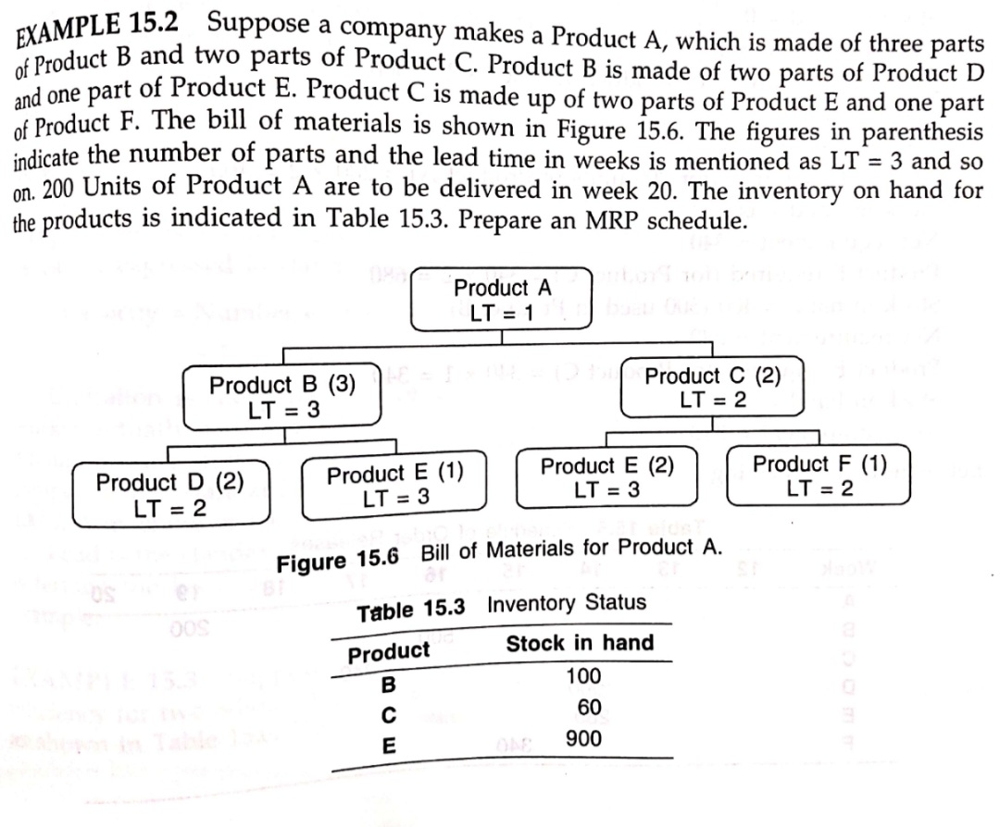 EXAMPLE 15.2 Suppose a company makes a Product A, which is made of three parts
of Product B and two parts of Product C. Product B is made of two parts of Product D
and one part of Product E. Product C is made up of two parts of Product E and one part
of Product F. The bill of materials is shown in Figure 15.6. The figures in parenthesis
indicate the number of parts and the lead time in weeks is mentioned as LT = 3 and so
on. 200 Units of Product A are to be delivered in week 20. The inventory on hand for
the products is indicated in Table 15.3. Prepare an MRP schedule.
Product A
LT = 1
Product B (3)
LT = 3
Product C (2)
LT = 2
Product D (2)
LT = 2
Product E (1)
LT = 3
Product E (2)
LT = 3
Product F (1)
LT = 2
Figure 15.6 Bill of Materials for Product A.
Table 15.3 Inventory Status
Product Stock in hand
B 100
C 60
E 900